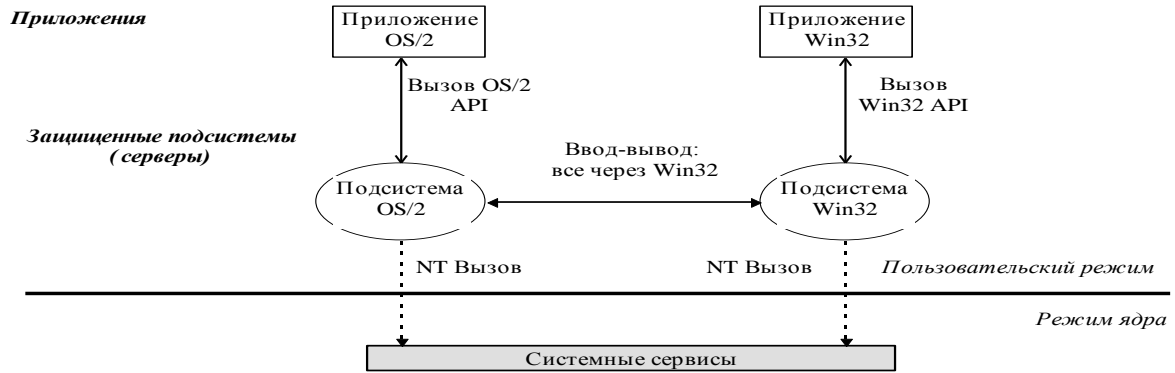 Приложения
Приложение
OS/2
Приложение
Win32
Вызов OS/2
API
Вызов
Win32 API
Защищенные подсистемы
( серверы)
Ввод-вывод:
все через Win32
Подсистема
OS/2
Подсистема
Win32
NT Вызов
NT Вызов
Пользовательский режим
Режим ядра
Системные сервисы